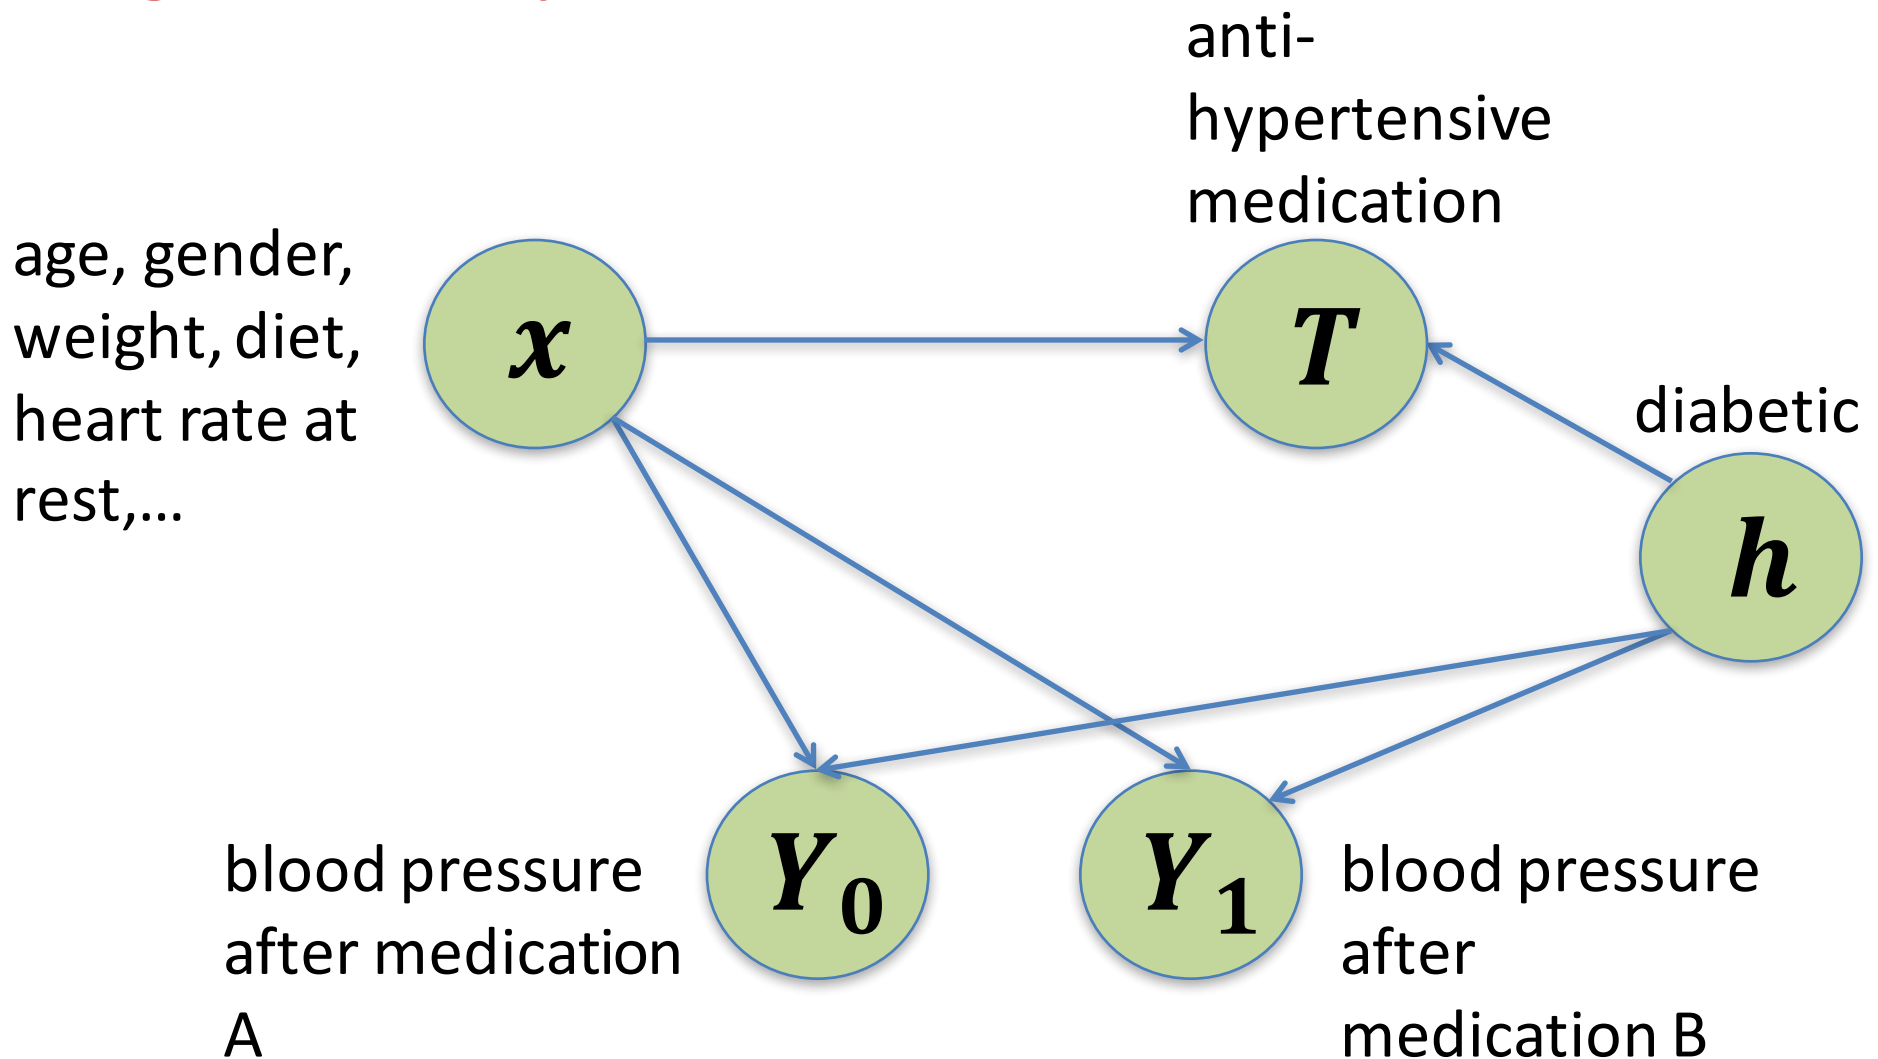 anti-
hypertensive
medication
age, gender,
weight, diet,
heart rate at
rest,...
x
T
diabetic
h
Y0
Y1
blood pressure
after medication
A
blood pressure
after
medication B